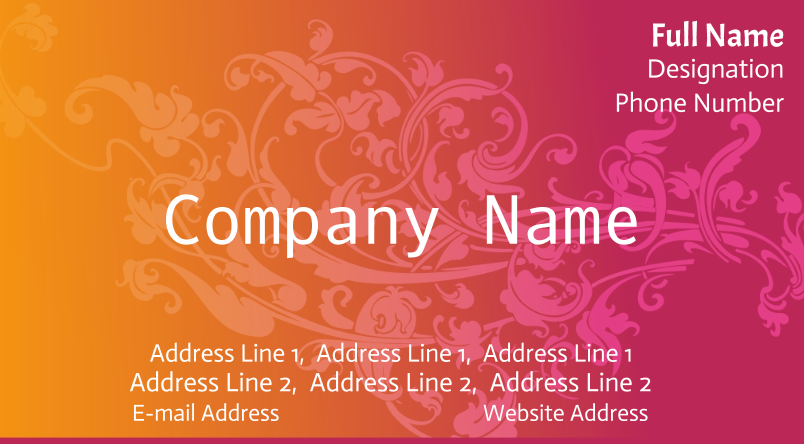 Full Name
Designation
Phone Number
Company Name
Address Line 1, Address Line 1, Address Line 1
Address Line 2, Address Line 2, Address Line 2
E-mail Address Website Address